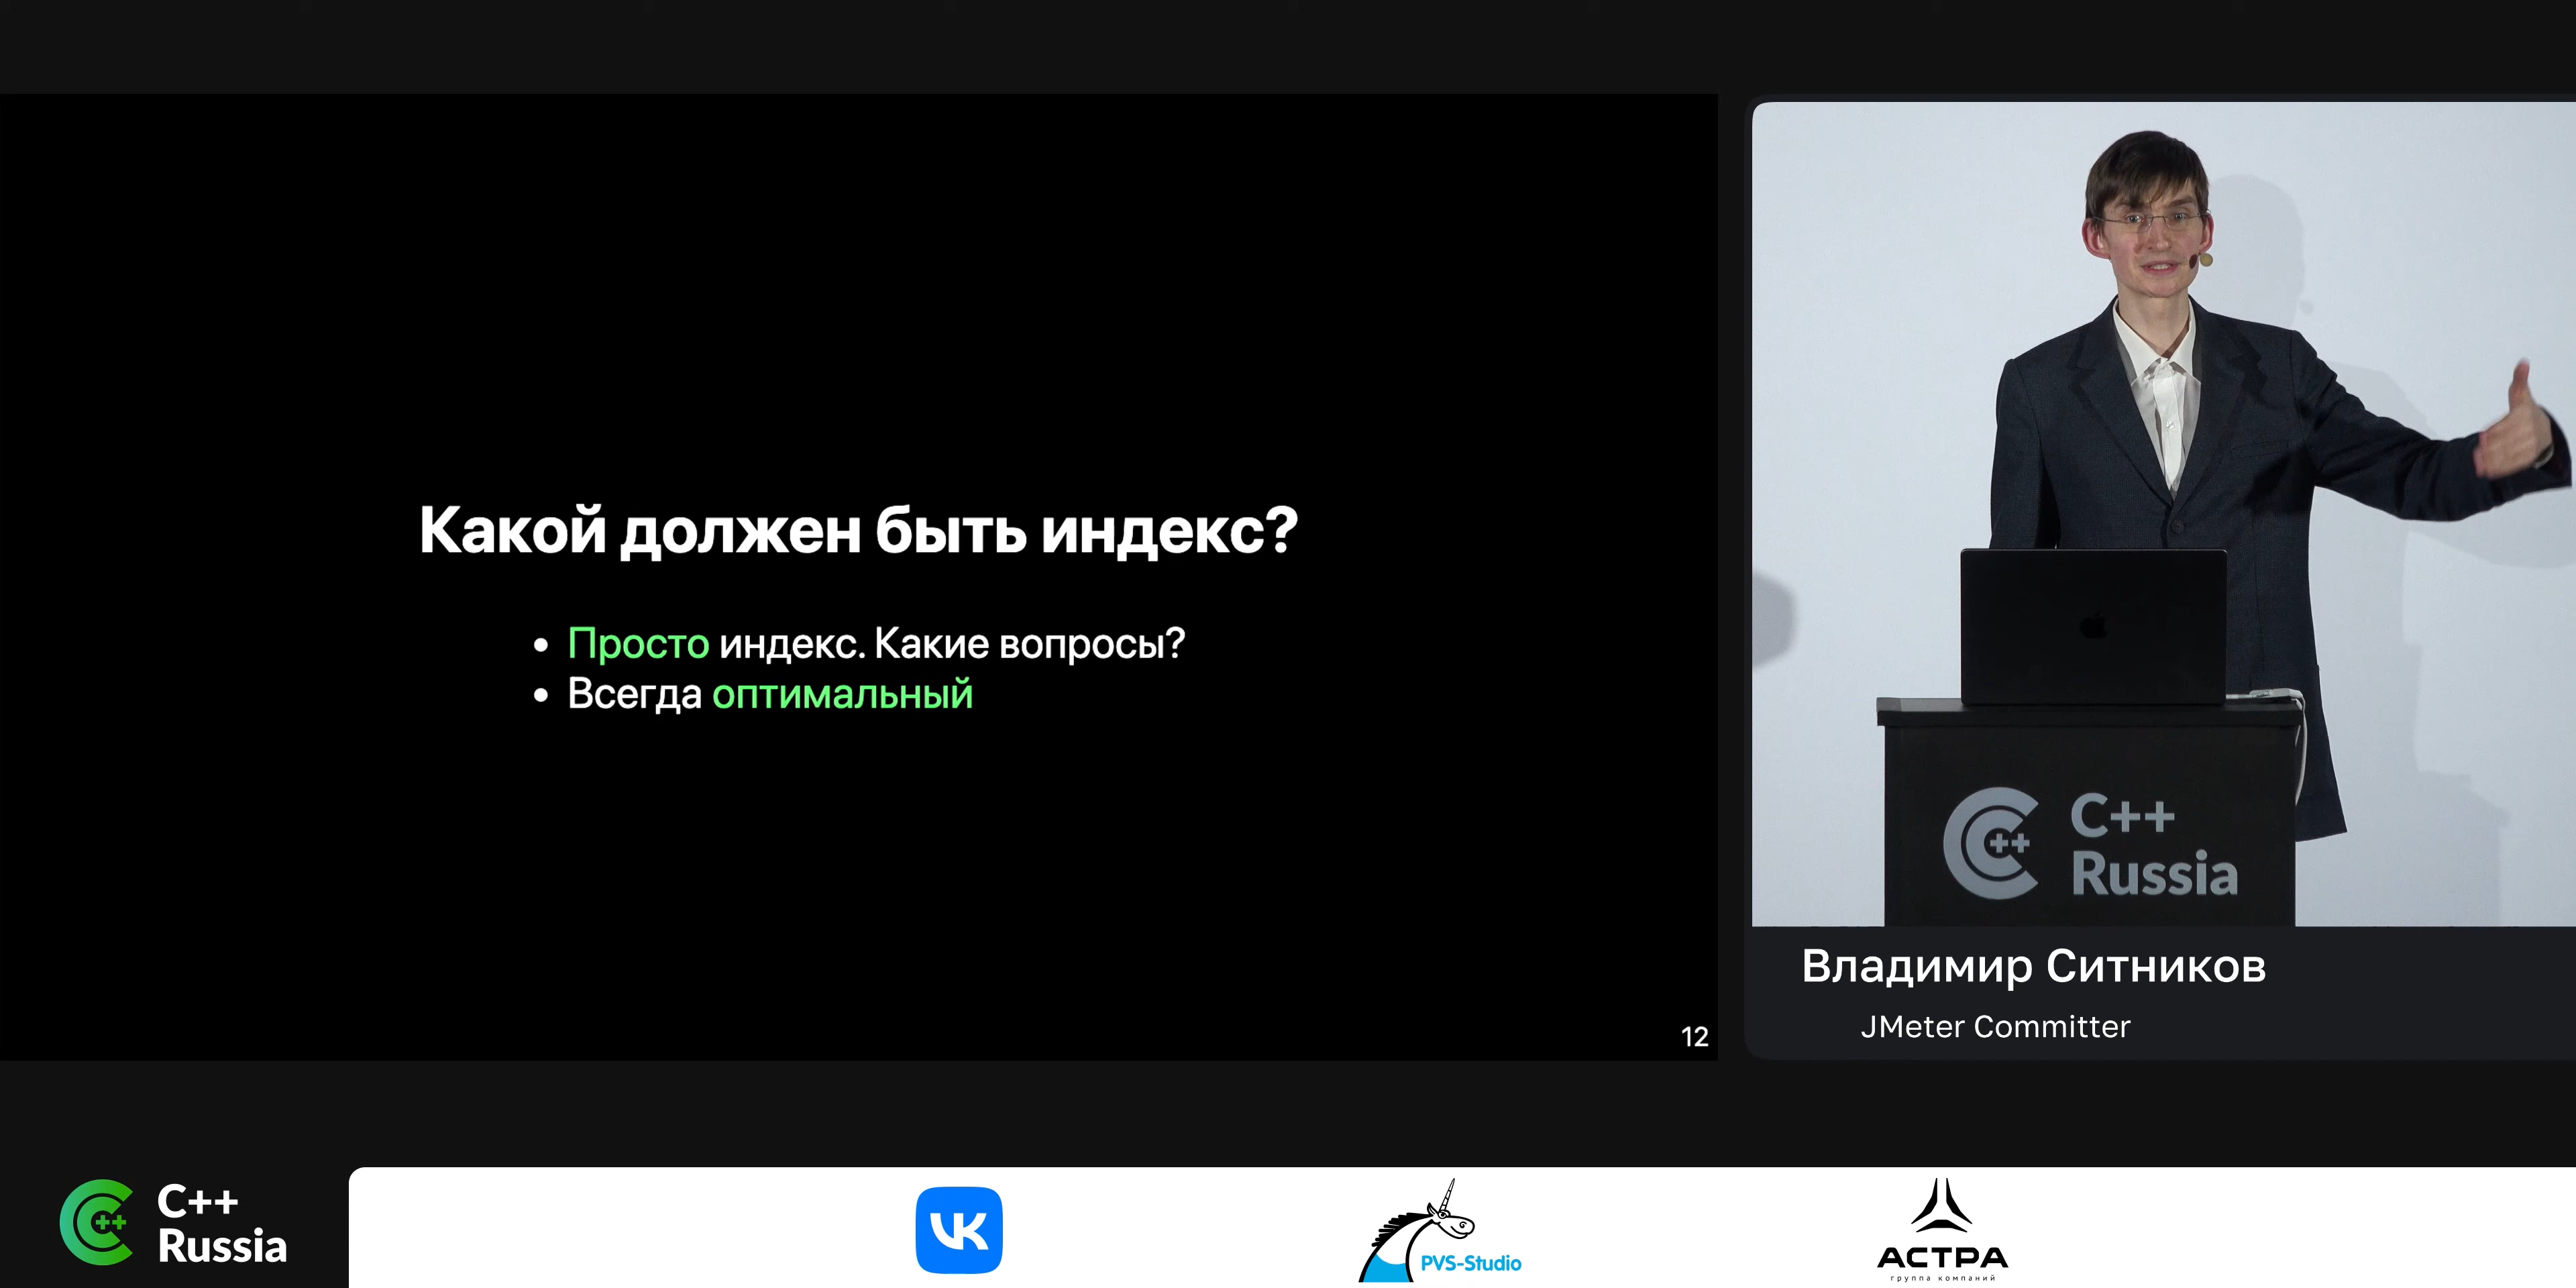 Какой должен быть индекс?
• Просто индекс. Какие вопросы?
• Всегда оптимальный
12
C++
Russia
Владимир Ситников
JMeter Committer
C++
Russia
VK
PVS-Studio
АСТРА
группа компаний